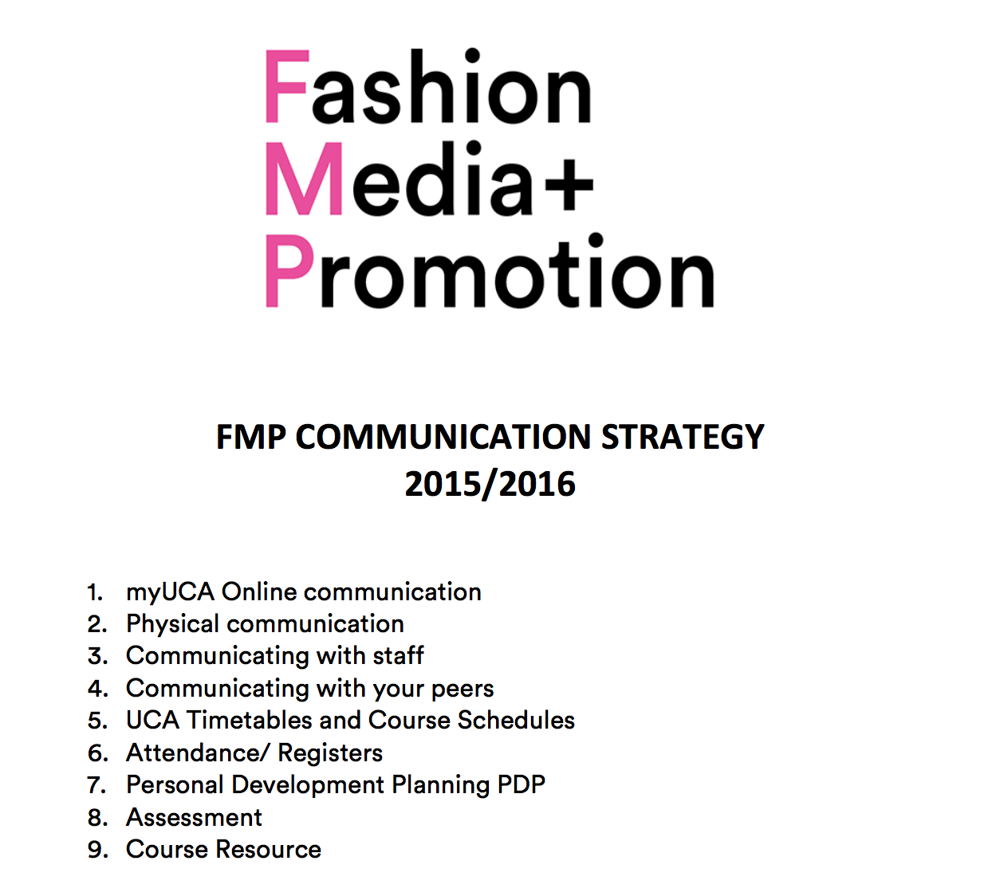 Fashion
Media+
Promotion
FMP COMMUNICATION STRATEGY
2015/2016
1. myUCA Online communication
2. Physical communication
3. Communicating with staff
4. Communicating with your peers
5. UCA Timetables and Course Schedules
6. Attendance/ Registers
7. Personal Development Planning PDP
8. Assessment
9. Course Resource